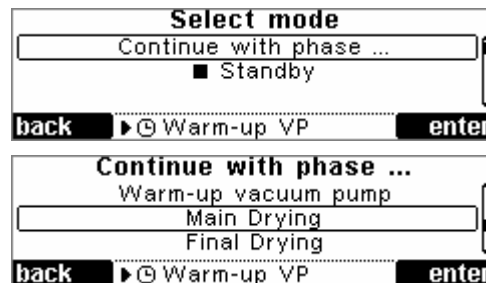 Select mode
Continue with phase ...
■ Standby
back ▶ Warm-up VP enter
Continue with phase ...
Warm-up vacuum pump
Main Drying
Final Drying
back ▶ Warm-up VP enter